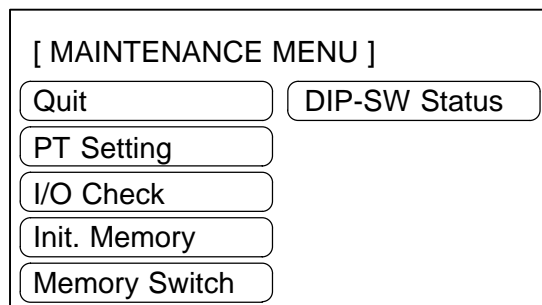 [ MAINTENANCE MENU ]
Quit
DIP-SW Status
PT Setting
I/O Check
Init. Memory
Memory Switch